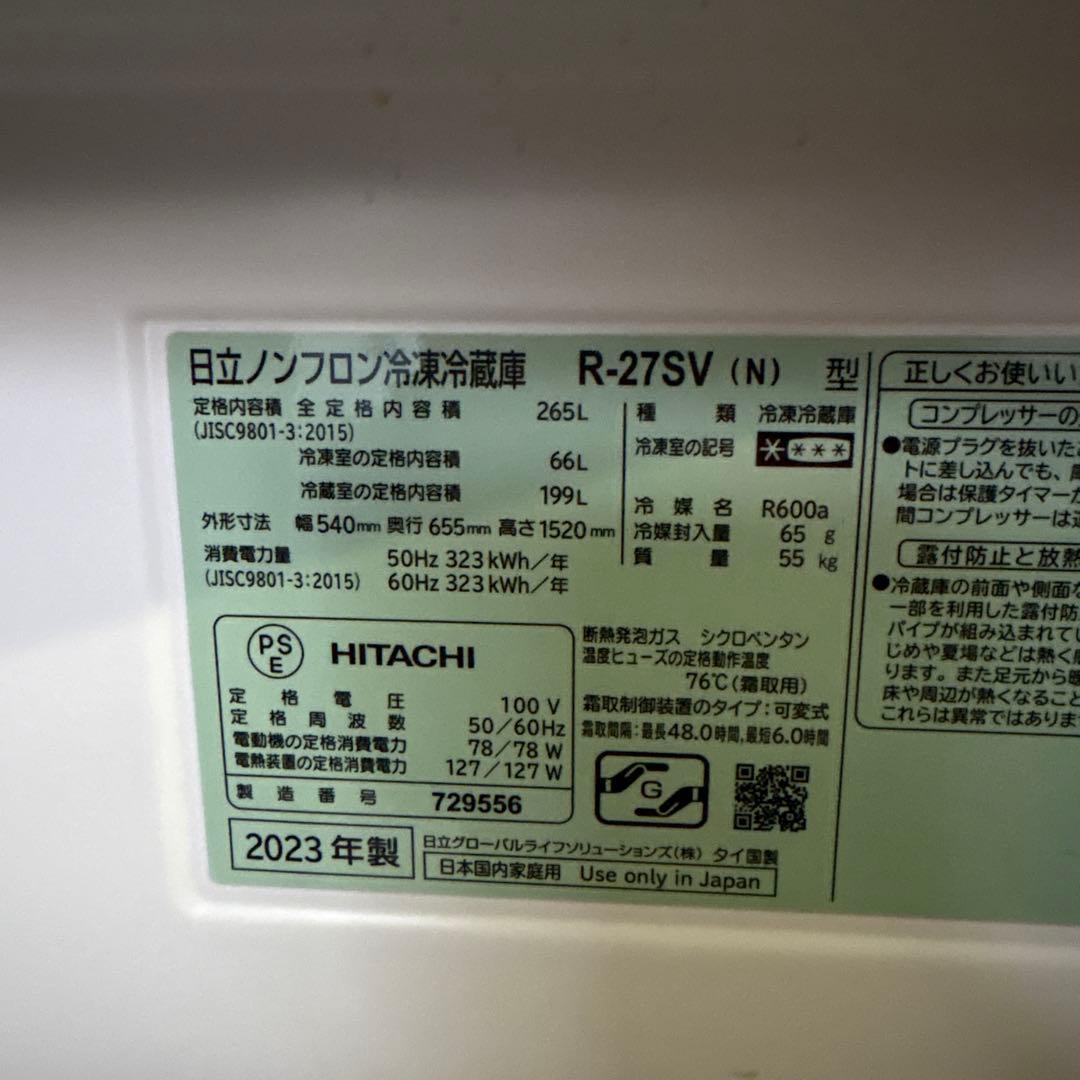 日立ノンフロン冷凍冷蔵庫 R-27SV (N) 型
定格内容積 全定格内容積 265L
(JISC9801-3:2015)
冷凍室の定格内容積 66L
冷蔵室の定格内容積 199L
外形寸法 幅540mm 奥行655mm 高さ1520mm
消費電力量 50Hz 323kWh/年
(JISC9801-3:2015) 60Hz 323kWh/年
種類 冷凍冷蔵庫
冷凍室の記号 ****
冷媒名 R600a
冷媒封入量 65 g
質量 55 kg
PSE HITACHI
定格電圧 100 V
定格周波数 50/60Hz
電動機の定格消費電力 78/78 W
電熱装置の定格消費電力 127/127 W
製造番号 729556
2023年製
断熱発泡ガス シクロペンタン
温度ヒューズの定格動作温度
76℃(霜取用)
霜取制御装置のタイプ:可変式
霜取間隔:最長48.0時間,最短6.0時間
G
日立グローバルライフソリューションズ(株) タイ国製
日本国内家庭用 Use only in Japan
正しくお使いい
コンプレッサーの
●電源プラグを抜いた
トに差し込んでも、
場合は保護タイマー
間コンプレッサーは
露付防止と放熱
●冷蔵庫の前面や側面
一部を利用した露付防
パイプが組み込まれてい
じめや夏場などは熱く
ります。また足元から
床や周辺が熱くなること
これらは異常ではありま